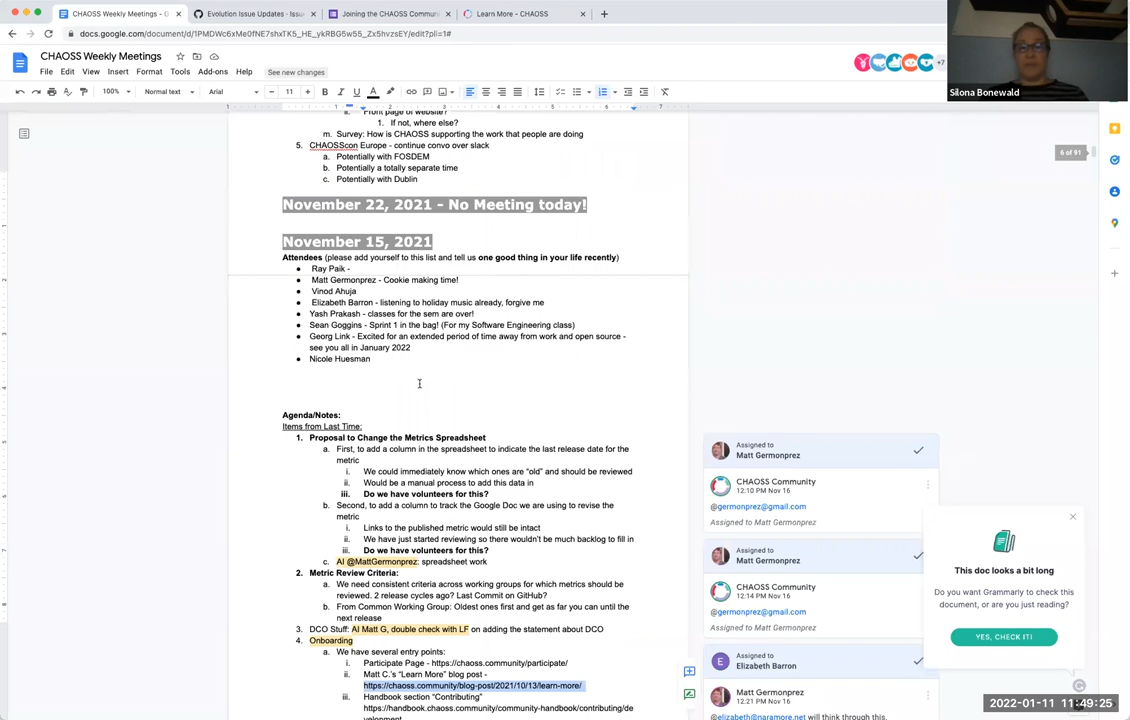 CHAOSS Weekly Meetings - G
Evolution Issue Updates · Issu
Joining the CHAOSS Commun
Learn More – CHAOSS
docs.google.com/document/d/1PMDWc6xMe0fNE7shxTK5_HE_ykRBG5w55_Zx5hvzsEY/edit?pli=1#
CHAOSS Weekly Meetings
File Edit View Insert Format Tools Add-ons Help See new changes
+7
100% Normal text Arial 11
Silona Bonewald
6 of 91
ii. Front page of website?
1. If not, where else?
m. Survey: How is CHAOSS supporting the work that people are doing
5. CHAOSScon Europe - continue convo over slack
a. Potentially with FOSDEM
b. Potentially a totally separate time
c. Potentially with Dublin
November 22, 2021 - No Meeting today!
November 15, 2021
Attendees (please add yourself to this list and tell us one good thing in your life recently)
● Ray Paik -
● Matt Germonprez - Cookie making time!
● Vinod Ahuja
● Elizabeth Barron - listening to holiday music already, forgive me
● Yash Prakash - classes for the sem are over!
● Sean Goggins - Sprint 1 in the bag! (For my Software Engineering class)
● Georg Link - Excited for an extended period of time away from work and open source -
see you all in January 2022
● Nicole Huesman
Agenda/Notes:
Items from Last Time:
1. Proposal to Change the Metrics Spreadsheet
a. First, to add a column in the spreadsheet to indicate the last release date for the
metric
i. We could immediately know which ones are “old” and should be reviewed
ii. Would be a manual process to add this data in
iii. Do we have volunteers for this?
b. Second, to add a column to track the Google Doc we are using to revise the
metric
i. Links to the published metric would still be intact
ii. We have just started reviewing so there wouldn't be much backlog to fill in
iii. Do we have volunteers for this?
c. AI @MattGermonprez: spreadsheet work
2. Metric Review Criteria:
a. We need consistent criteria across working groups for which metrics should be
reviewed. 2 release cycles ago? Last Commit on GitHub?
b. From Common Working Group: Oldest ones first and get as far you can until the
next release
3. DCO Stuff: AI Matt G, double check with LF on adding the statement about DCO
4. Onboarding
a. We have several entry points:
i. Participate Page - https://chaoss.community/participate/
ii. Matt C.'s “Learn More” blog post -
https://chaoss.community/blog-post/2021/10/13/learn-more/
iii. Handbook section “Contributing”
https://handbook.chaoss.community/community-handbook/contributing/de
velopment
Assigned to
Matt Germonprez
CHAOSS Community
12:10 PM Nov 16
@germonprez@gmail.com
Assigned to Matt Germonprez
Assigned to
Matt Germonprez
CHAOSS Community
12:14 PM Nov 16
@germonprez@gmail.com
Assigned to Matt Germonprez
Assigned to
E Elizabeth Barron
Matt Germonprez
12:21 PM Nov 16
@elizabeth@naramore.net will think through this.
This doc looks a bit long
Do you want Grammarly to check this
document, or are you just reading?
YES, CHECK IT!
2022-01-11 11:49:25